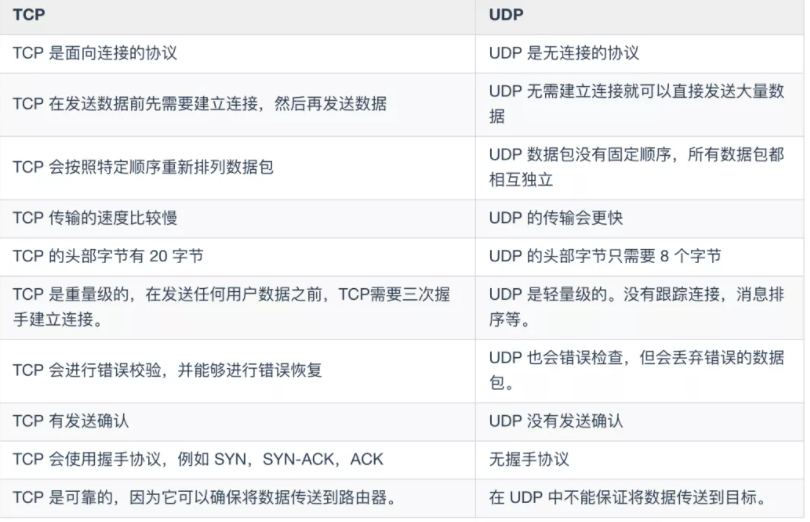 TCP
UDP
TCP 是面向连接的协议
UDP 是无连接的协议
TCP 在发送数据前先需要建立连接，然后再发送数据
UDP 无需建立连接就可以直接发送大量数
据
TCP 会按照特定顺序重新排列数据包
UDP 数据包没有固定顺序，所有数据包都
相互独立
TCP 传输的速度比较慢
UDP 的传输会更快
TCP 的头部字节有 20 字节
UDP 的头部字节只需要 8 个字节
TCP 是重量级的，在发送任何用户数据之前，TCP需要三次握
手建立连接。
UDP 是轻量级的。没有跟踪连接，消息排
序等。
TCP 会进行错误校验，并能够进行错误恢复
UDP 也会错误检查，但会丢弃错误的数据
包。
TCP 有发送确认
UDP 没有发送确认
TCP 会使用握手协议，例如 SYN，SYN-ACK，ACK
无握手协议
TCP 是可靠的，因为它可以确保将数据传送到路由器。
在 UDP 中不能保证将数据传送到目标。